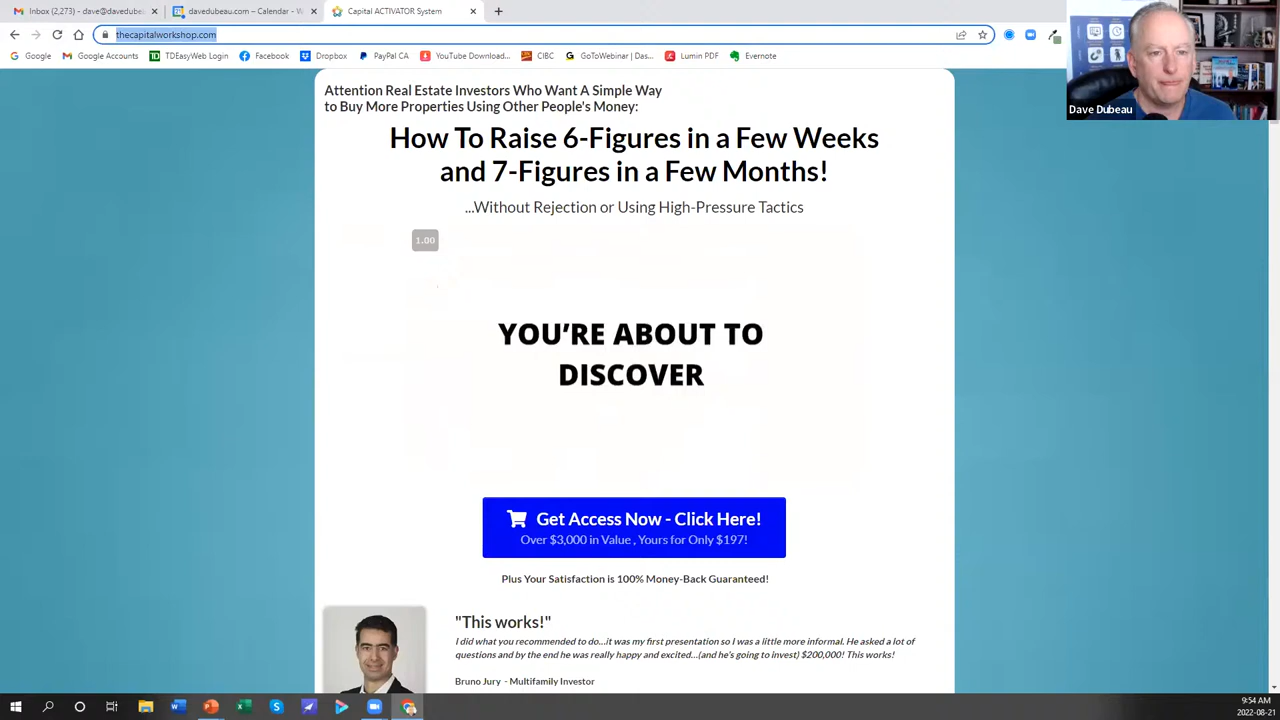 Inbox (2,273) – dave@davedubeau
davedubeau.com – Calendar - W
Capital ACTIVATOR System
thecapitalworkshop.com
Google
Google Accounts
TDEasyWeb Login
Facebook
Dropbox
PayPal CA
YouTube Download...
CIBC
GoToWebinar | Das...
Lumin PDF
Evernote
Dave Dubeau
Attention Real Estate Investors Who Want A Simple Way
to Buy More Properties Using Other People's Money:
How To Raise 6-Figures in a Few Weeks
and 7-Figures in a Few Months!
...Without Rejection or Using High-Pressure Tactics
1.00
YOU'RE ABOUT TO
DISCOVER
Get Access Now - Click Here!
Over $3,000 in Value , Yours for Only $197!
Plus Your Satisfaction is 100% Money-Back Guaranteed!
"This works!"
I did what you recommended to do...it was my first presentation so I was a little more informal. He asked a lot of
questions and by the end he was really happy and excited...(and he's going to invest) $200,000! This works!
Bruno Jury - Multifamily Investor
9:54 AM
2022-08-21